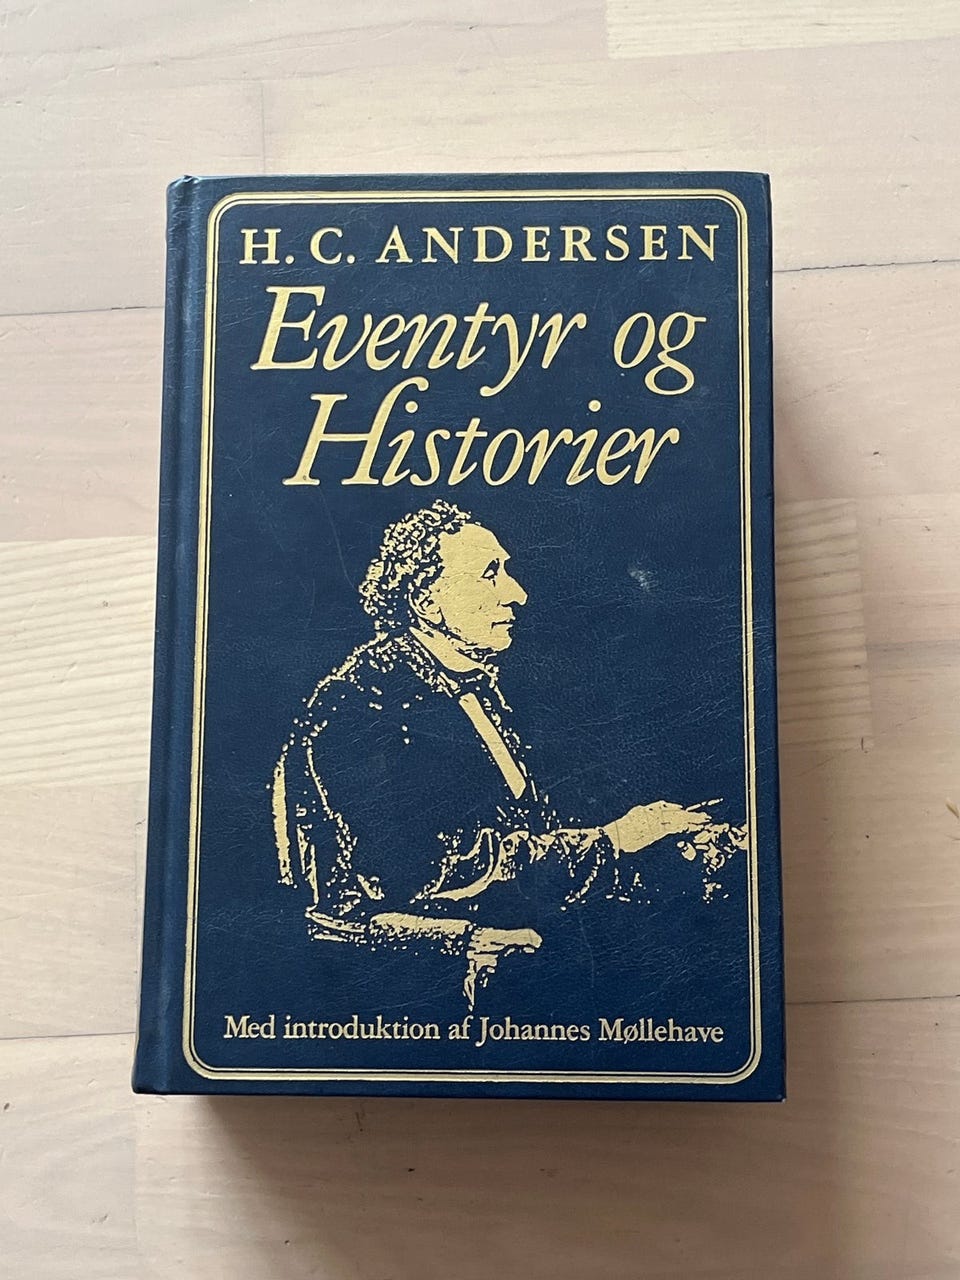 H. C. ANDERSEN
Eventyr og
Historier
Med introduktion af Johannes Møllehave